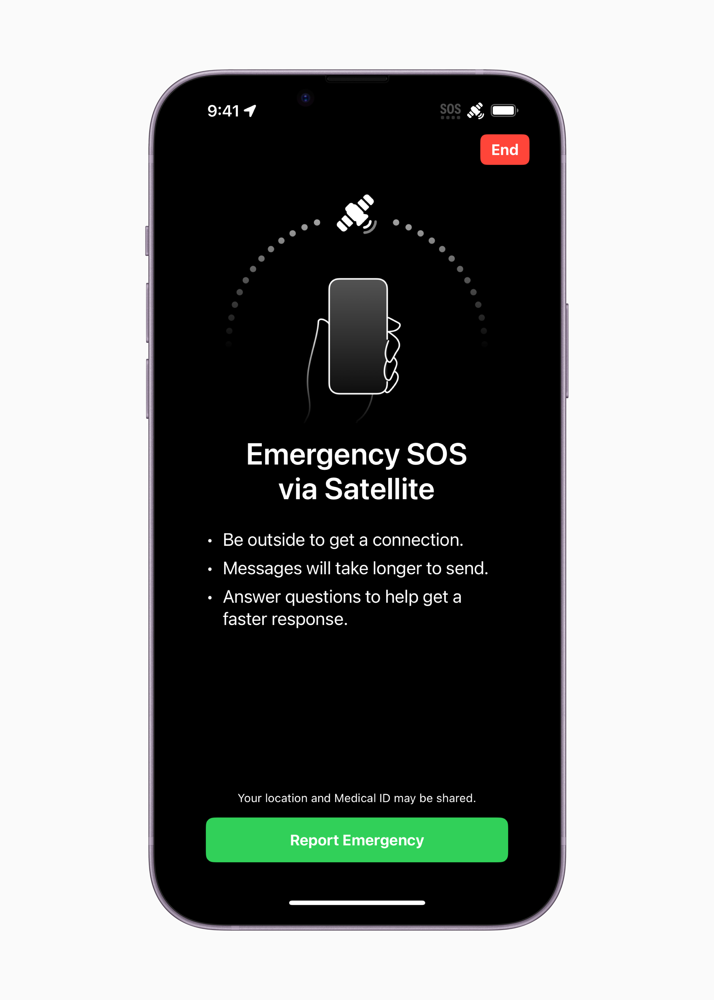 9:41
SOS
End
Emergency SOS
via Satellite
• Be outside to get a connection.
• Messages will take longer to send.
• Answer questions to help get a
faster response.
Your location and Medical ID may be shared.
Report Emergency